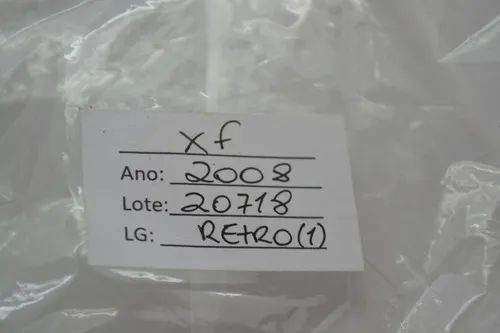 xf
Ano: 2008
Lote: 20718
LG: REtRO(1)